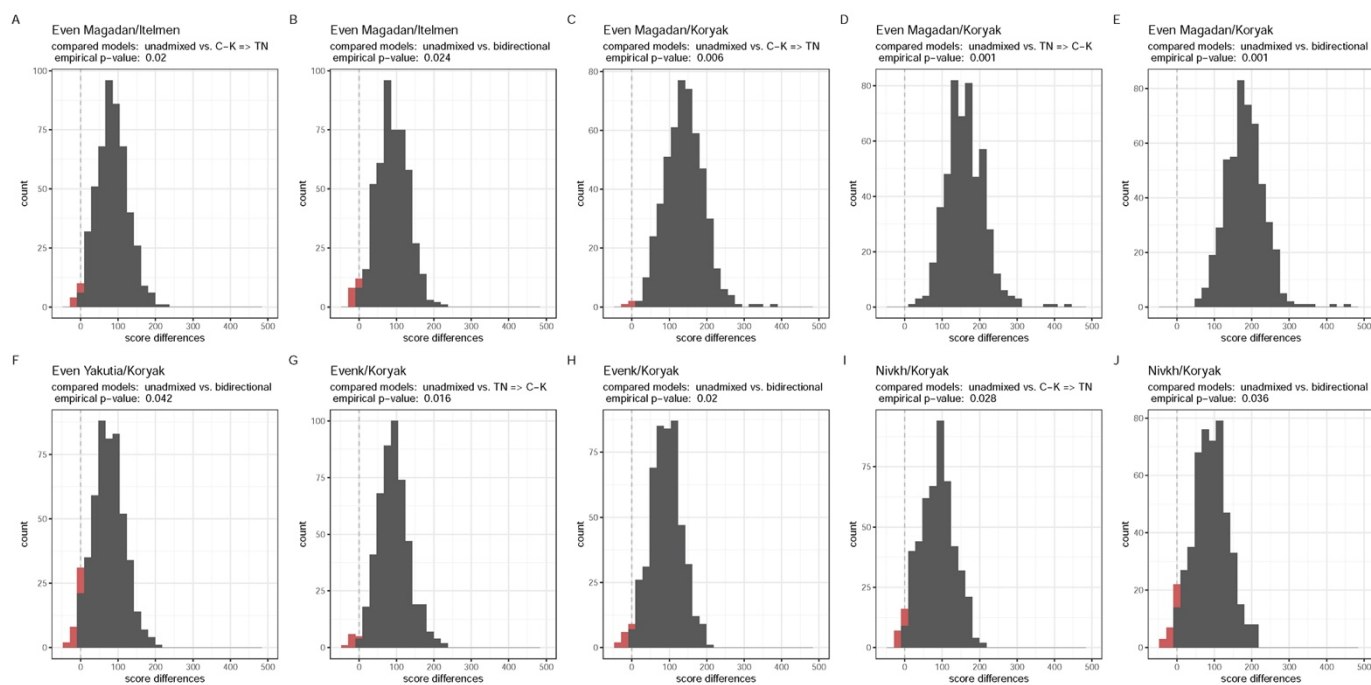 A
Even Magadan/Itelmen
compared models: unadmixed vs. C−K => TN
empirical p−value: 0.02
100
75
50
25
0
count
0 100 200 300 400 500
score differences
B
Even Magadan/Itelmen
compared models: unadmixed vs. bidirectional
empirical p−value: 0.024
100
75
50
25
0
count
0 100 200 300 400 500
score differences
C
Even Magadan/Koryak
compared models: unadmixed vs. C−K => TN
empirical p−value: 0.006
80
60
40
20
0
count
0 100 200 300 400 500
score differences
D
Even Magadan/Koryak
compared models: unadmixed vs. TN => C−K
empirical p−value: 0.001
80
60
40
20
0
count
0 100 200 300 400 500
score differences
E
Even Magadan/Koryak
compared models: unadmixed vs. bidirectional
empirical p−value: 0.001
80
60
40
20
0
count
0 100 200 300 400 500
score differences
F
Even Yakutia/Koryak
compared models: unadmixed vs. bidirectional
empirical p−value: 0.042
75
50
25
0
count
0 100 200 300 400 500
score differences
G
Evenk/Koryak
compared models: unadmixed vs. TN => C−K
empirical p−value: 0.016
100
75
50
25
0
count
0 100 200 300 400 500
score differences
H
Evenk/Koryak
compared models: unadmixed vs. bidirectional
empirical p−value: 0.02
75
50
25
0
count
0 100 200 300 400 500
score differences
I
Nivkh/Koryak
compared models: unadmixed vs. C−K => TN
empirical p−value: 0.028
75
50
25
0
count
0 100 200 300 400 500
score differences
J
Nivkh/Koryak
compared models: unadmixed vs. bidirectional
empirical p−value: 0.036
80
60
40
20
0
count
0 100 200 300 400 500
score differences